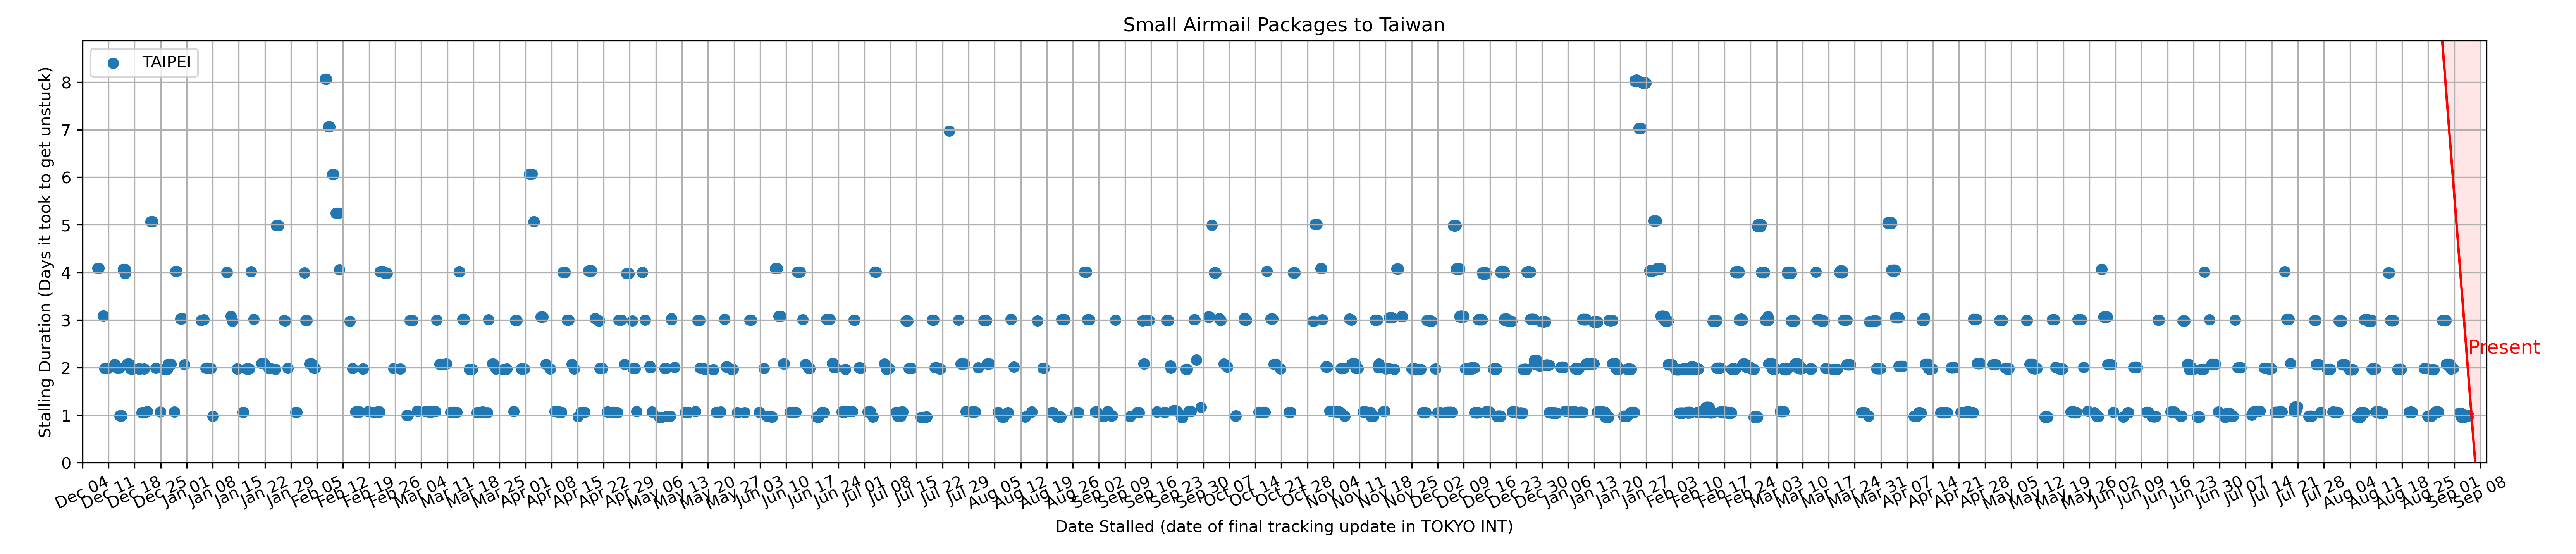 Small Airmail Packages to Taiwan
TAIPEI
Stalling Duration (Days it took to get unstuck)
8
7
6
5
4
3
2
1
0
Present
Dec 04
Dec 11
Dec 18
Dec 25
Jan 01
Jan 08
Jan 15
Jan 22
Jan 29
Feb 05
Feb 12
Feb 19
Feb 26
Mar 04
Mar 11
Mar 18
Mar 25
Apr 01
Apr 08
Apr 15
Apr 22
Apr 29
May 06
May 13
May 20
May 27
Jun 03
Jun 10
Jun 17
Jun 24
Jul 01
Jul 08
Jul 15
Jul 22
Jul 29
Aug 05
Aug 12
Aug 19
Aug 26
Sep 02
Sep 09
Sep 16
Sep 23
Sep 30
Oct 07
Oct 14
Oct 21
Oct 28
Nov 04
Nov 11
Nov 18
Nov 25
Dec 02
Dec 09
Dec 16
Dec 23
Dec 30
Jan 06
Jan 13
Jan 20
Jan 27
Feb 03
Feb 10
Feb 17
Feb 24
Mar 03
Mar 10
Mar 17
Mar 24
Mar 31
Apr 07
Apr 14
Apr 21
Apr 28
May 05
May 12
May 19
May 26
Jun 02
Jun 09
Jun 16
Jun 23
Jun 30
Jul 07
Jul 14
Jul 21
Jul 28
Aug 04
Aug 11
Aug 18
Aug 25
Sep 01
Sep 08
Date Stalled (date of final tracking update in TOKYO INT)